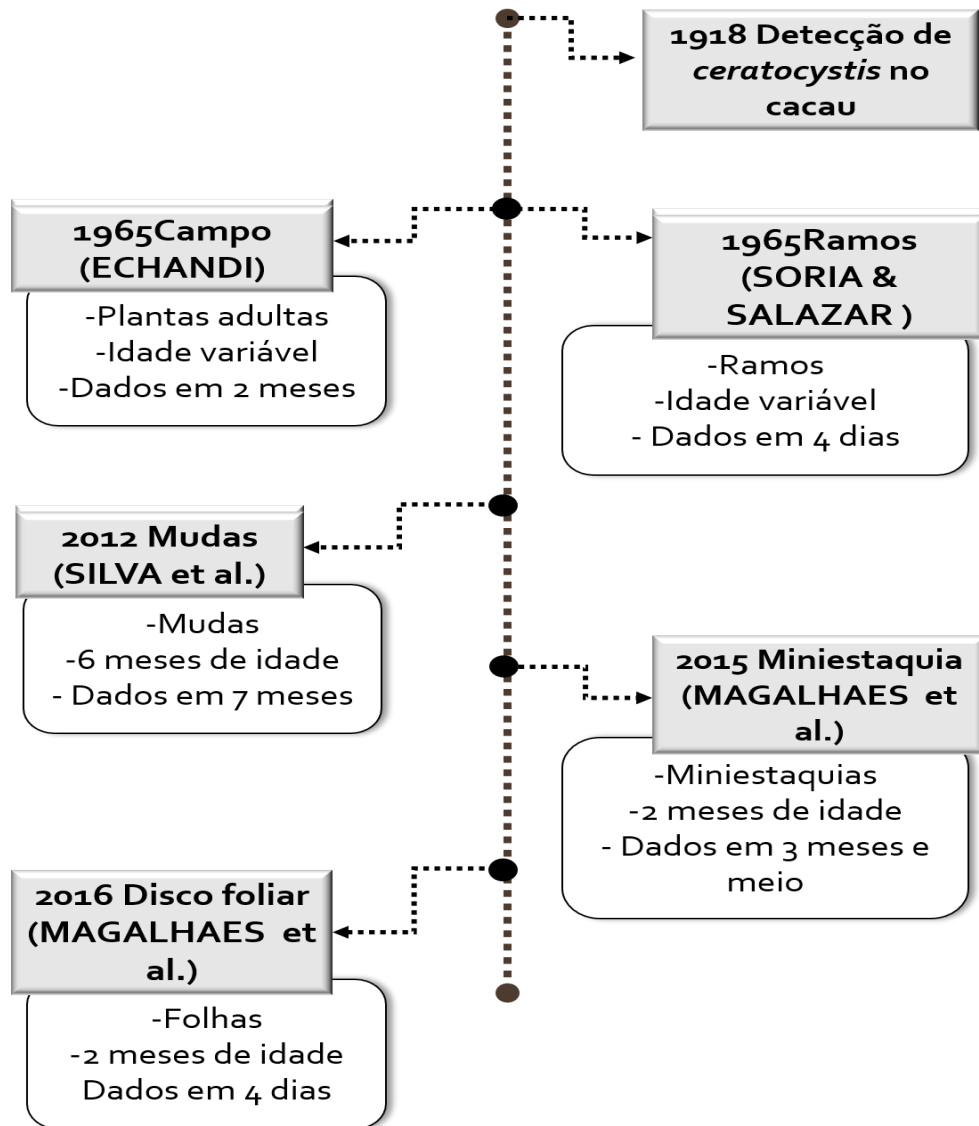 1918 Detecção de
ceratocystis no
cacau
1965Campo
(ECHANDI)
-Plantas adultas
-Idade variável
-Dados em 2 meses
1965Ramos
(SORIA &
SALAZAR )
-Ramos
-Idade variável
- Dados em 4 dias
2012 Mudas
(SILVA et al.)
-Mudas
-6 meses de idade
- Dados em 7 meses
2015 Miniestaquia
(MAGALHAES et
al.)
-Miniestaquias
-2 meses de idade
- Dados em 3 meses e
meio
2016 Disco foliar
(MAGALHAES et
al.)
-Folhas
-2 meses de idade
Dados em 4 dias